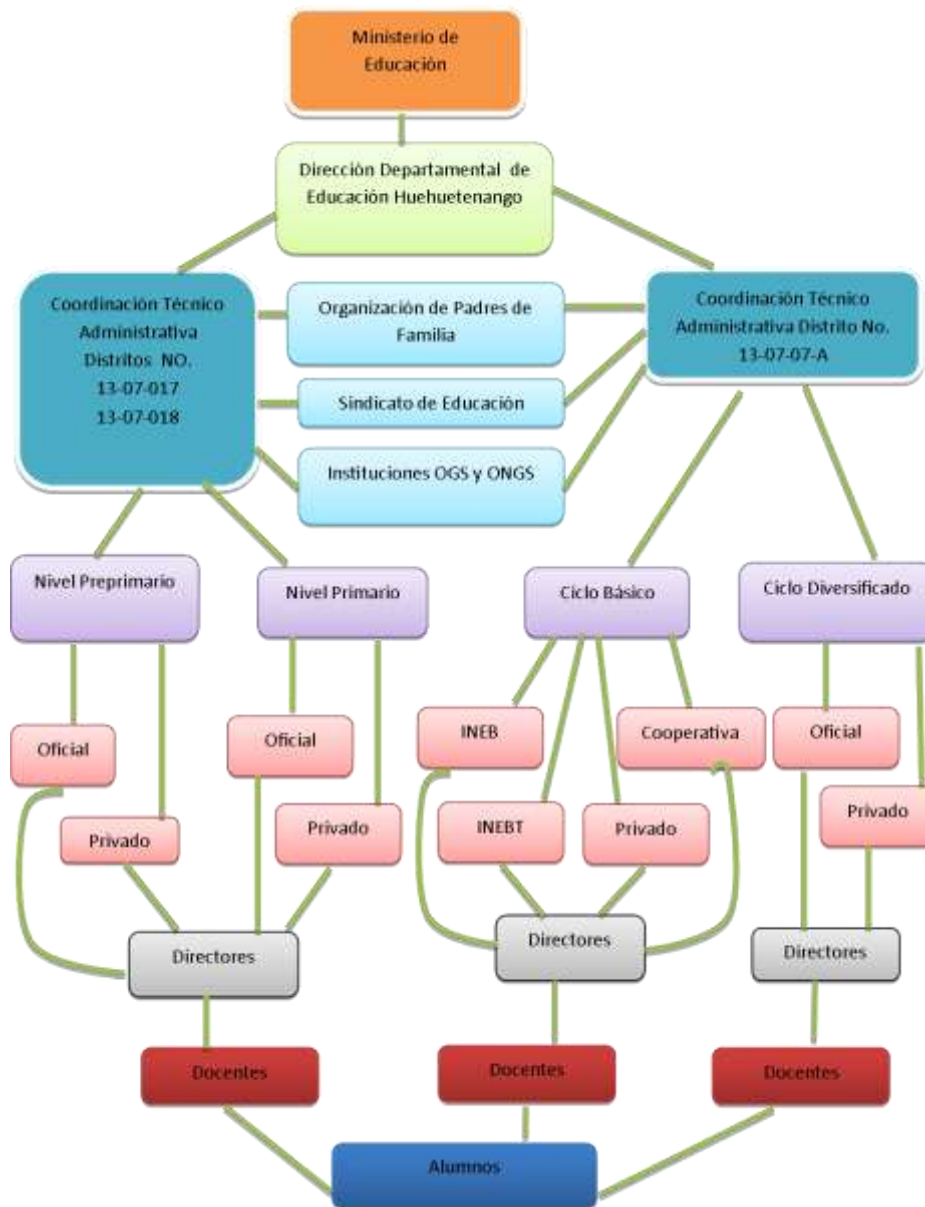 Ministerio de
Educación
Dirección Departamental de
Educación Huehuetenango
Coordinación Técnico
Administrativa
Distritos NO.
13-07-017
13-07-018
Organización de Padres de
Familia
Coordinación Técnico
Administrativa Distrito No.
13-07-07-A
Sindicato de Educación
Instituciones OGS y ONGS
Nivel Preprimario
Nivel Primario
Ciclo Básico
Ciclo Diversificado
Oficial
Oficial
INEB
Cooperativa
Oficial
Privado
Privado
INEBT
Privado
Privado
Directores
Directores
Directores
Docentes
Docentes
Docentes
Alumnos